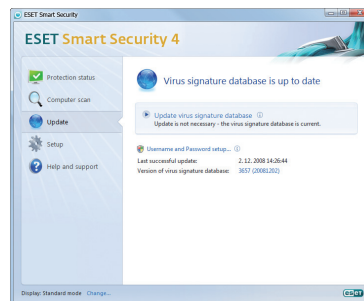 ESET Smart Security
ESET Smart Security 4
Protection status
Computer scan
Update
Setup
Help and support
Virus signature database is up to date
Update virus signature database
Update is not necessary - the virus signature database is current.
Username and Password setup...
Last successful update: 2. 12. 2008 14:26:44
Version of virus signature database: 3657 (20081202)
Display: Standard mode Change...
eset